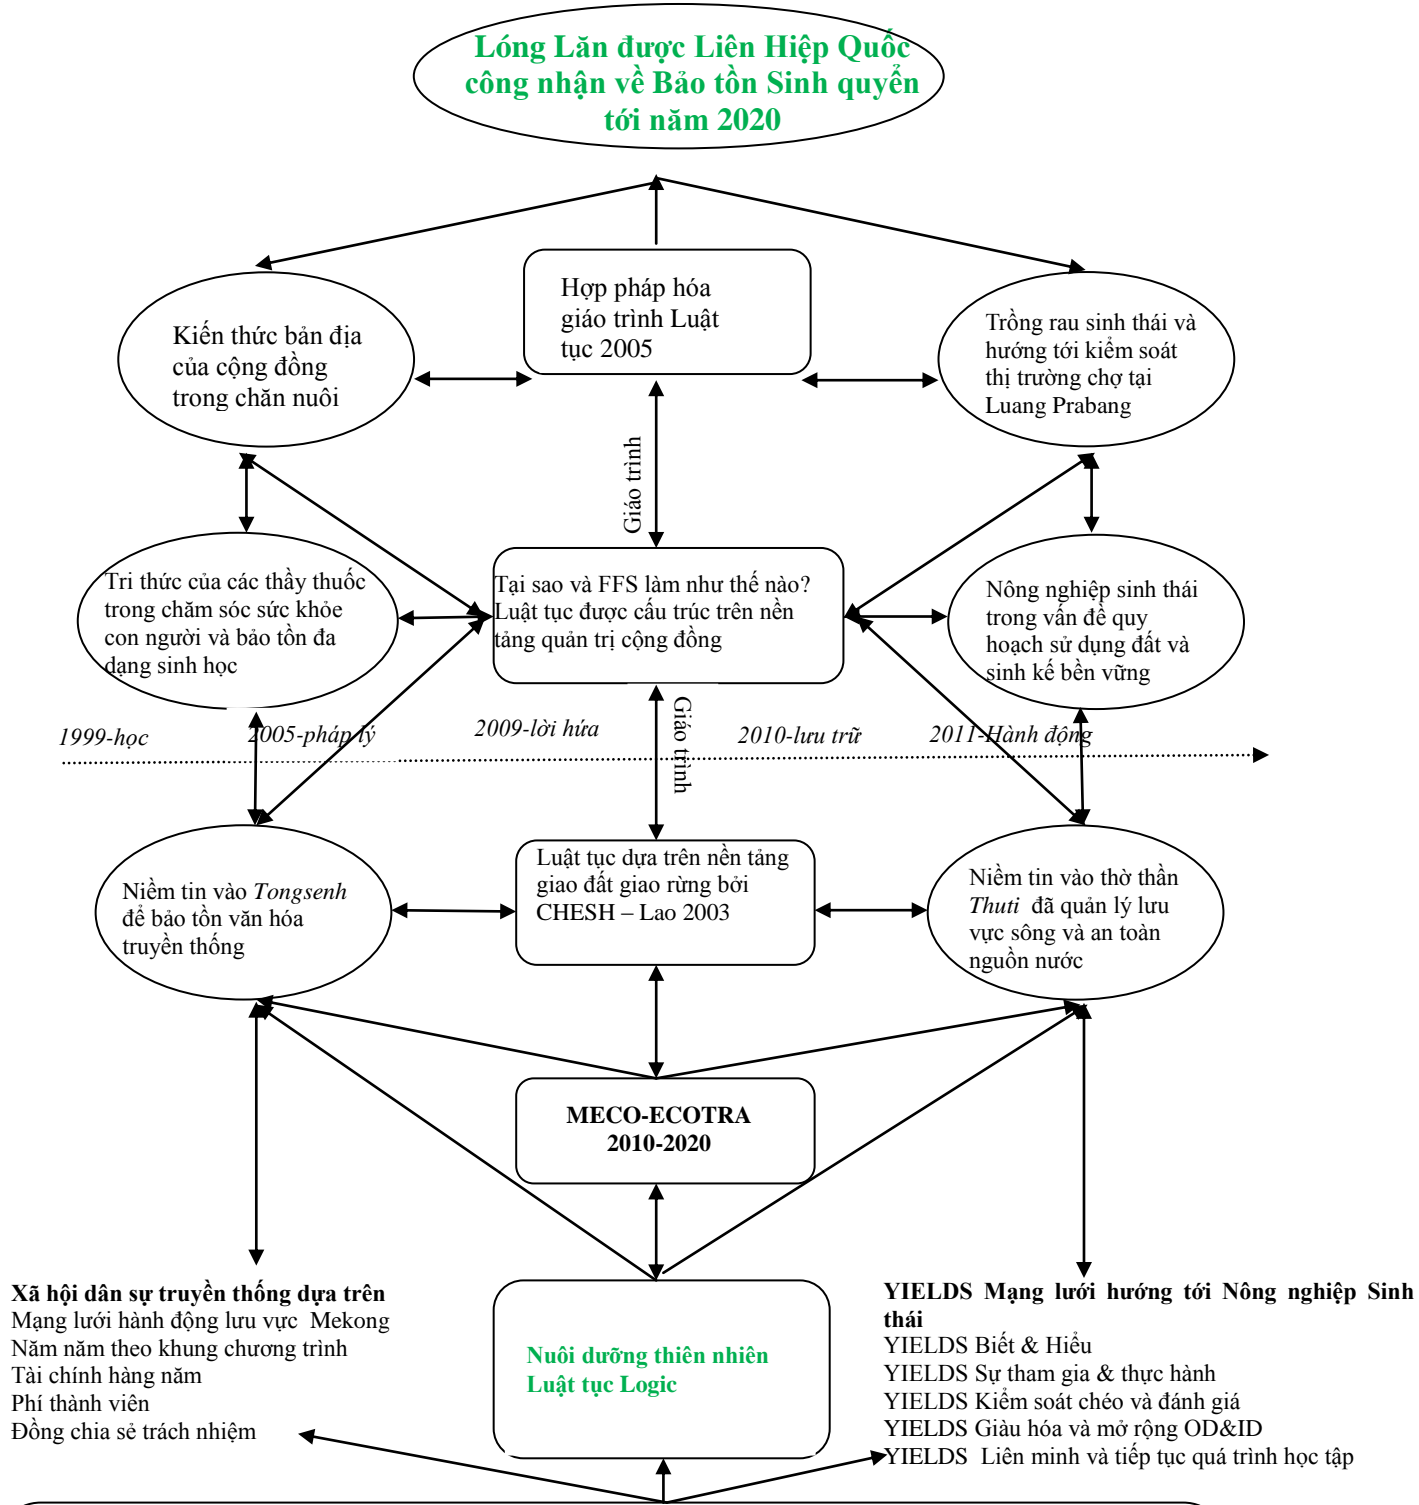 Lóng Lăn được Liên Hiệp Quốc
công nhận về Bảo tồn Sinh quyển
tới năm 2020
Hợp pháp hóa
giáo trình Luật
tục 2005
Kiến thức bản địa
của cộng đồng
trong chăn nuôi
Trồng rau sinh thái và
hướng tới kiểm soát
thị trường chợ tại
Luang Prabang
Giáo trình
Tri thức của các thầy thuốc
trong chăm sóc sức khỏe
con người và bảo tồn đa
dạng sinh học
Tại sao và FFS làm như thế nào?
Luật tục được cấu trúc trên nền
tảng quản trị cộng đồng
Nông nghiệp sinh thái
trong vấn đề quy
hoạch sử dụng đất và
sinh kế bền vững
1999-học
2005-pháp lý
2009-lời hứa
Giáo trình
2010-lưu trữ
2011-Hành động
Niềm tin vào Tongsenh
để bảo tồn văn hóa
truyền thống
Luật tục dựa trên nền tảng
giao đất giao rừng bởi
CHESH – Lao 2003
Niềm tin vào thờ thần
Thuti đã quản lý lưu
vực sông và an toàn
nguồn nước
MECO-ECOTRA
2010-2020
Xã hội dân sự truyền thống dựa trên
Mạng lưới hành động lưu vực Mekong
Năm năm theo khung chương trình
Tài chính hàng năm
Phí thành viên
Đồng chia sẻ trách nhiệm
Nuôi dưỡng thiên nhiên
Luật tục Logic
YIELDS Mạng lưới hướng tới Nông nghiệp Sinh
thái
YIELDS Biết & Hiểu
YIELDS Sự tham gia & thực hành
YIELDS Kiểm soát chéo và đánh giá
YIELDS Giàu hóa và mở rộng OD&ID
YIELDS Liên minh và tiếp tục quá trình học tập